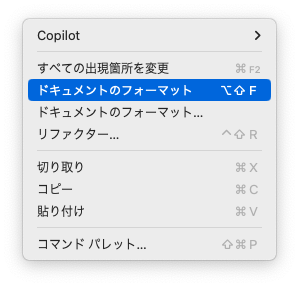 Copilot
すべての出現箇所を変更 ⌘ F2
ドキュメントのフォーマット ⌥⇧ F
ドキュメントのフォーマット...
リファクター... ^⇧ R
切り取り ⌘ X
コピー ⌘ C
貼り付け ⌘ V
コマンド パレット... ⇧⌘ P